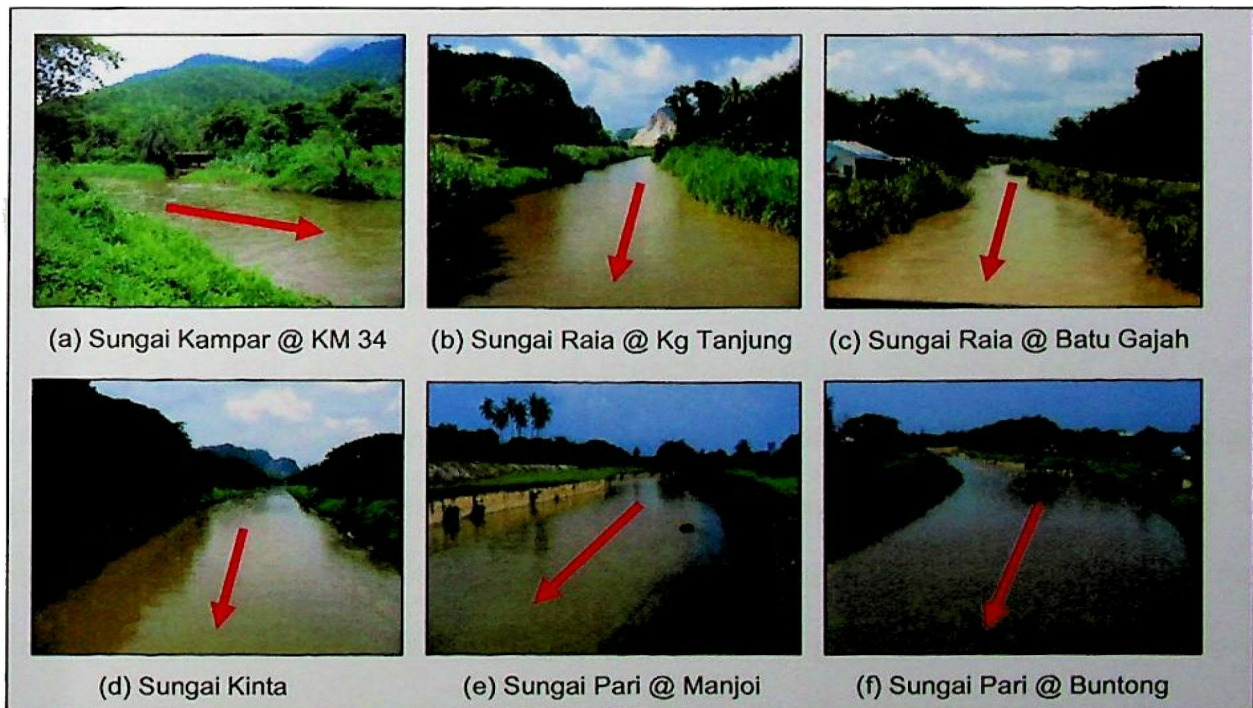 (a) Sungai Kampar @ KM 34
(b) Sungai Raia @ Kg Tanjung
(c) Sungai Raia @ Batu Gajah
(d) Sungai Kinta
(e) Sungai Pari @ Manjoi
(f) Sungai Pari @ Buntong